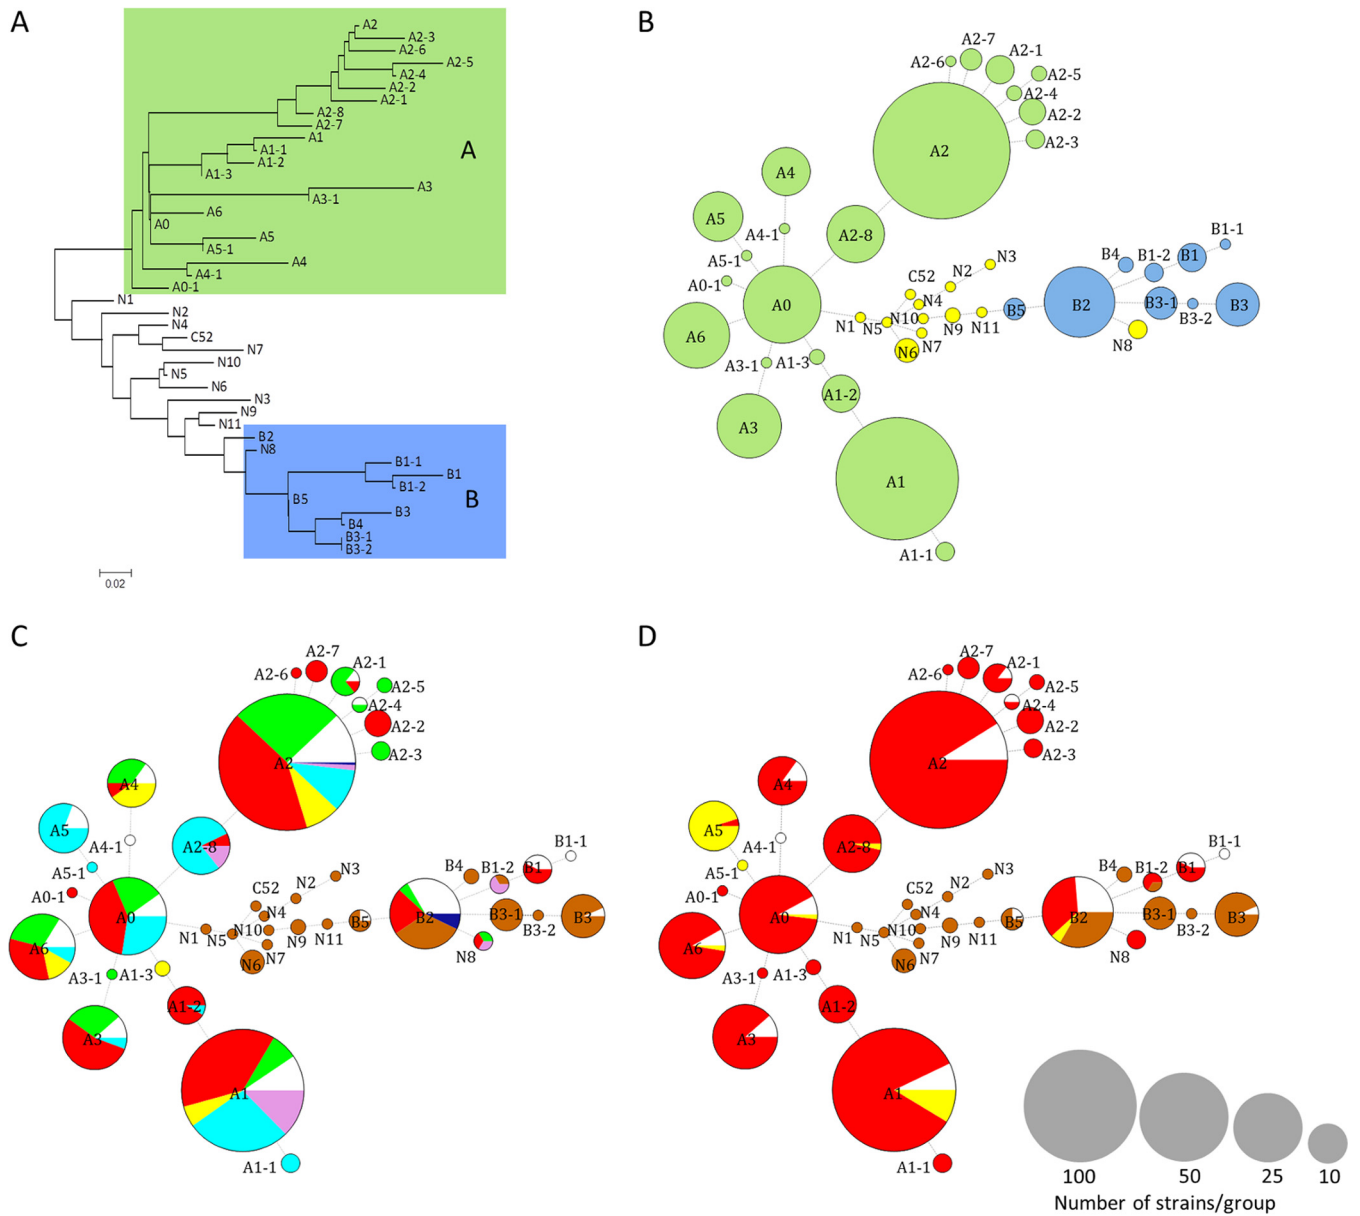 A
A2
A2-3
A2-6
A2-5
A2-4
A2-2
A2-1
A2-8
A2-7
A1
A1-1
A1-2
A1-3
A
A3
A3-1
A6
A0
A5
A5-1
A4
A4-1
A0-1
N1
N2
N4
C52
N7
N10
N5
N6
N3
N9
N11
B2
N8
B1-1
B1
B1-2
B5
B
B3
B4
B3-1
B3-2
0.02
B
A2-7
A2-1
A2-6
A2-5
A2-4
A2-2
A2-3
A2
A4
A5
A4-1
A2-8
A5-1
A0-1
A0
A6
A3-1
A1-3
A1-2
A3
A1
A1-1
N3
N2
C52
N4
N1
N5
N10
N9
N11
N7
N6
B5
B1-1
B4
B1-2
B1
B2
B3-1
B3-2
B3
N8
C
A2-7
A2-1
A2-6
A2-5
A2-4
A2-2
A2-3
A2
A4
A5
A4-1
A2-8
A5-1
A0-1
A0
A6
A3-1
A1-3
A1-2
A3
A1
A1-1
N3
N2
C52
N4
N1
N5
N10
N9
N11
N7
N6
B5
B1-1
B4
B1-2
B1
B2
B3-1
B3-2
B3
N8
D
A2-7
A2-1
A2-6
A2-5
A2-4
A2-2
A2-3
A2
A4
A5
A4-1
A2-8
A5-1
A0-1
A0
A6
A3-1
A1-3
A1-2
A3
A1
A1-1
N3
N2
C52
N4
N1
N5
N10
N9
N11
N7
N6
B5
B1-1
B4
B1-2
B1
B2
B3-1
B3-2
B3
N8
100 50 25 10
Number of strains/group